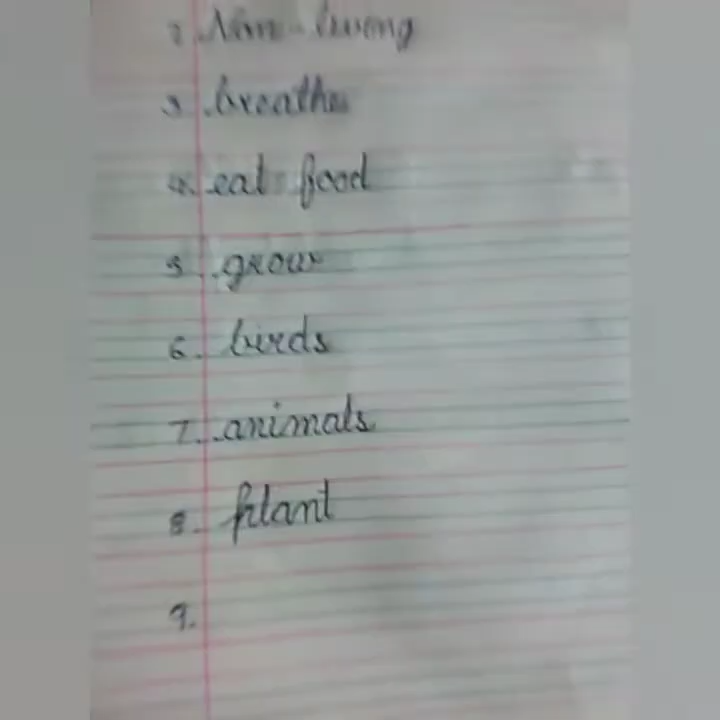 2. Non-living
3. breathe
4. eat food
5. grow
6. birds
7. animals
8. plant
9.